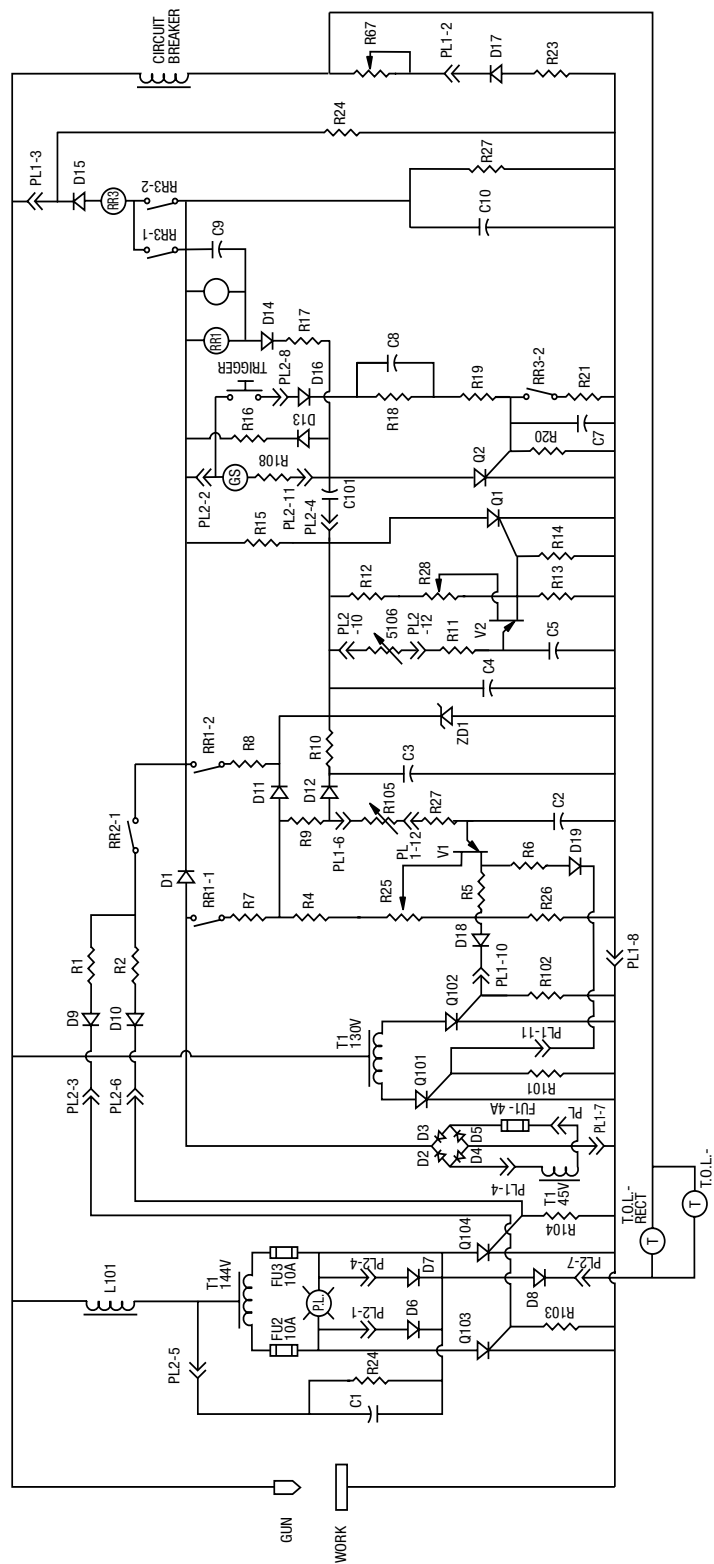 L101
PL1-3
D15
CIRCUIT
BREAKER
PL2-3
D9
R1
PL2-6
D10
R2
RR2-1
RR3
RR3-1
RR3-2
PL2-5
D1
RR1-1
RR1-2
C9
T1
144V
R7
R8
R15
PL2-2
GS
R16
RR1
TRIGGER
D14
GUN
FU2
10A
FU3
10A
D11
R108
PL2-8
R17
R24
P.L.
R9
R4
D12
R10
PL2-11
PL2-4
D13
D16
C101
WORK
C1
R24
PL2-1
PL2-4
T1
130V
PL1-6
R105
PL2
-10
5106
PL2
-12
R12
C8
R18
R67
D6
D7
D2
D3
D4
D5
R25
PL
1-12
R27
C3
R28
R11
PL1-2
Q103
Q104
PL1-4
FU1-4A
PL
Q101
Q102
D18
R5
V1
ZD1
C4
V2
Q1
Q2
R19
C10
R27
D17
D8
T1
45V
PL1-10
R6
C2
D19
C5
R13
R14
R20
C7
RR3-2
R21
R23
R103
PL2-7
R104
PL1-7
R101
PL1-11
R102
R26
PL1-8
T
T.O.L.-
RECT
T
T.O.L.-